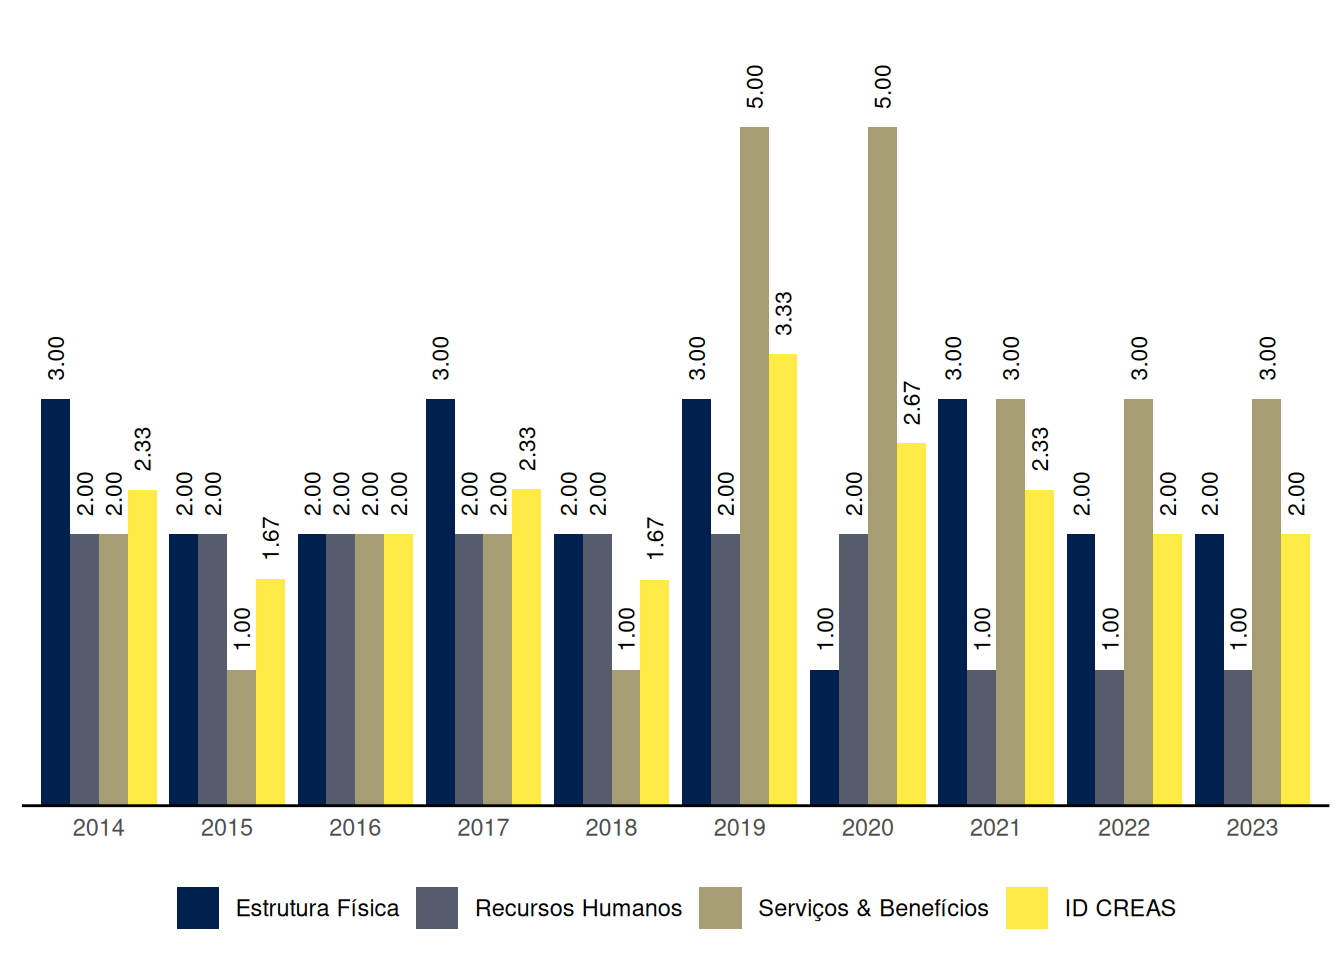 3.00 2.00 2.00 2.33
2.00 2.00 1.00 1.67
2.00 2.00 2.00 2.00
3.00 2.00 2.00 2.33
2.00 2.00 1.00 1.67
3.00 2.00 5.00 3.33
1.00 2.00 5.00 2.67
3.00 1.00 3.00 2.33
2.00 1.00 3.00 2.00
2.00 1.00 3.00 2.00
2014 2015 2016 2017 2018 2019 2020 2021 2022 2023
Estrutura Física Recursos Humanos Serviços & Benefícios ID CREAS